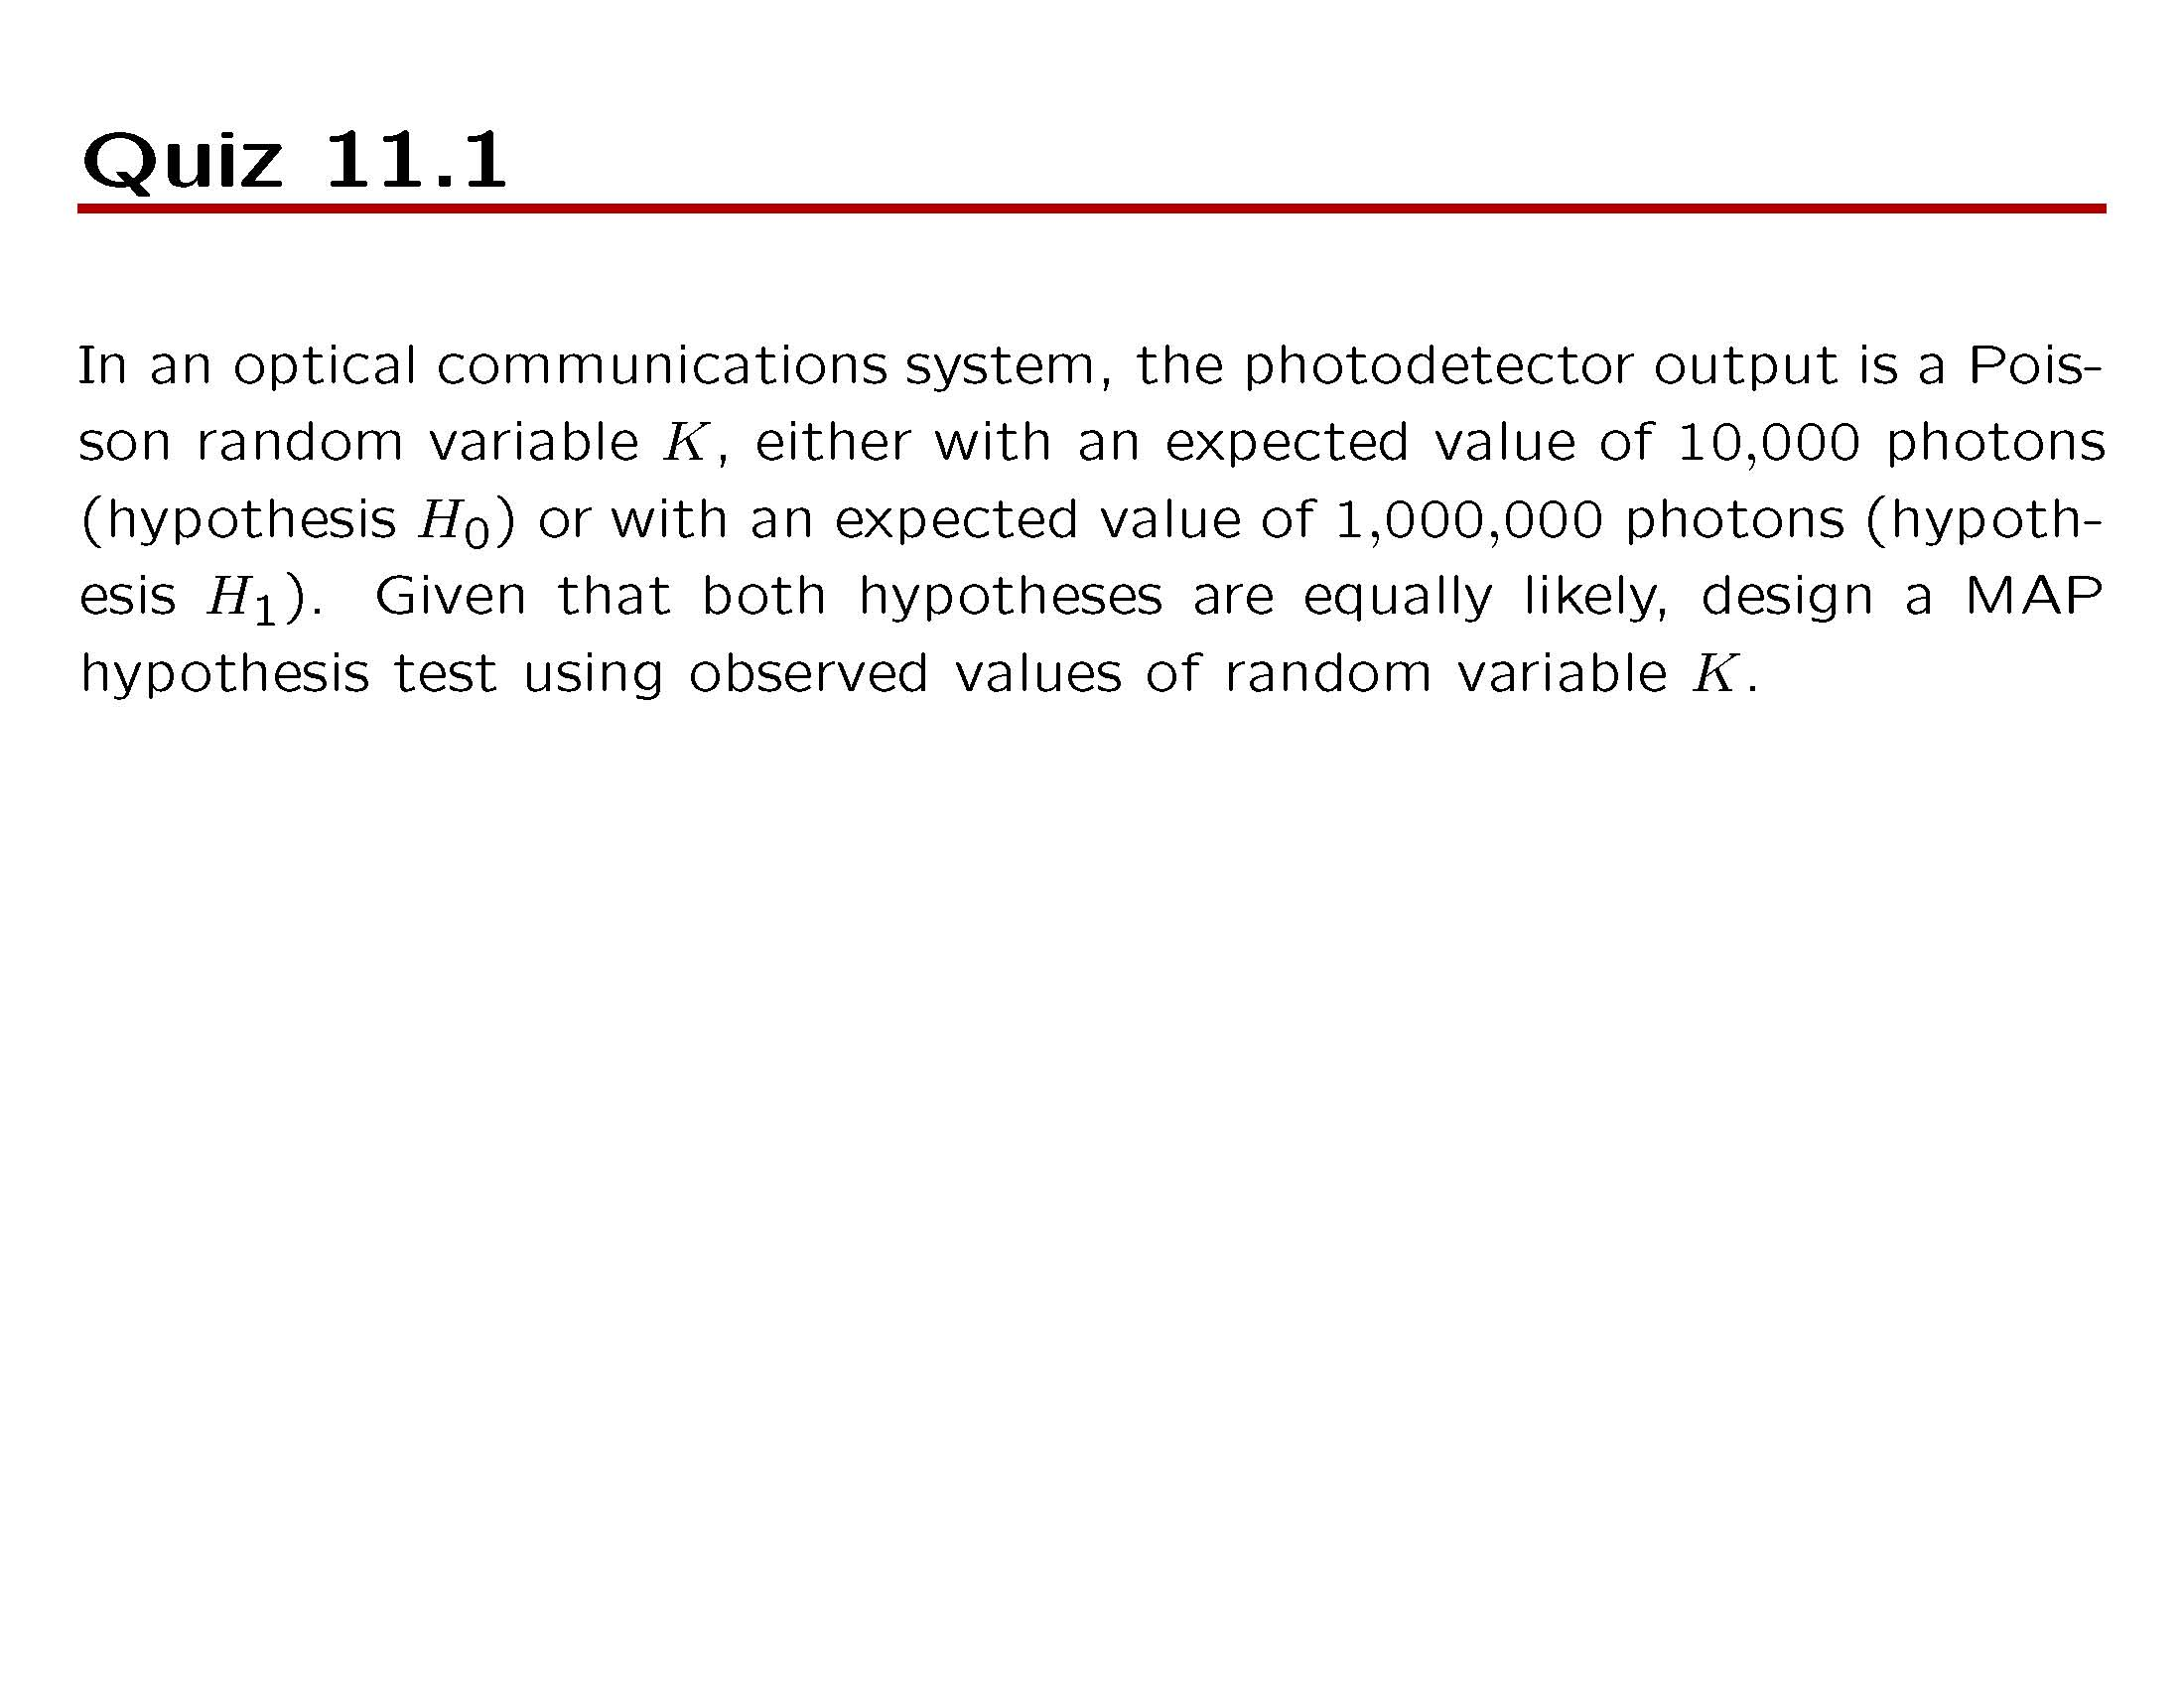 Quiz 11.1
In an optical communications system, the photodetector output is a Pois-
son random variable K, either with an expected value of 10,000 photons
(hypothesis H₀) or with an expected value of 1,000,000 photons (hypoth-
esis H₁). Given that both hypotheses are equally likely, design a MAP
hypothesis test using observed values of random variable K.